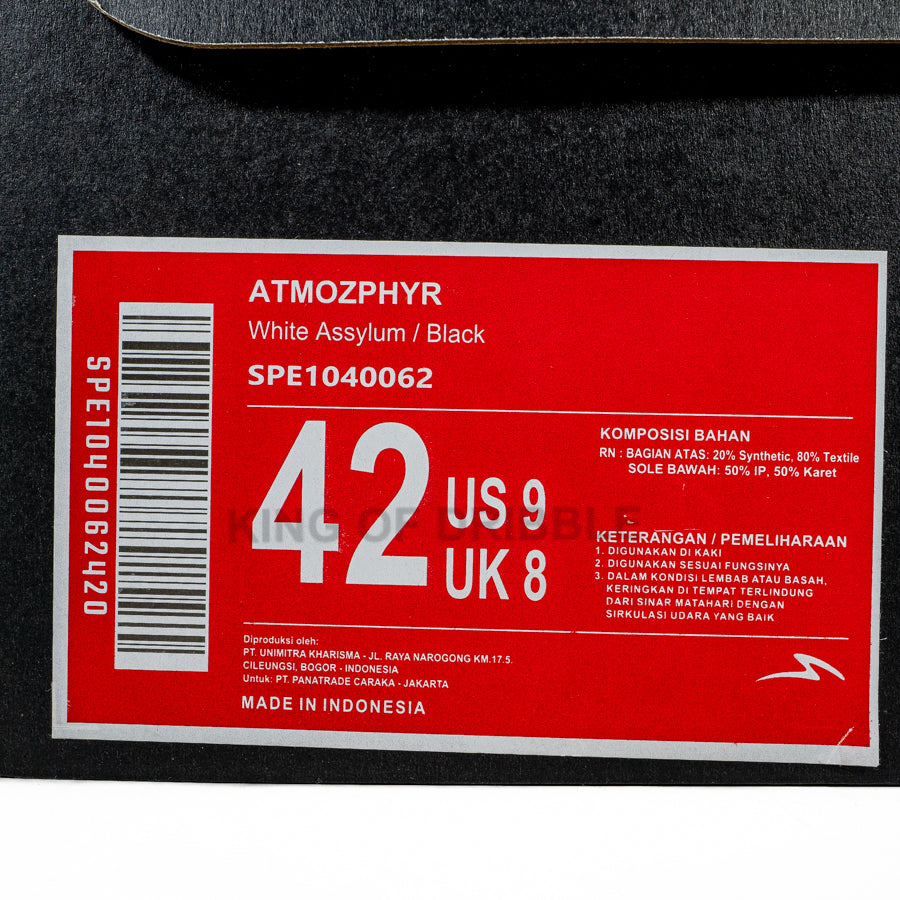 ATMOZPHYR
White Assylum / Black
SPE1040062
SPE1040062420
42
US 9
UK 8
KING OF DRIBBLE
KOMPOSISI BAHAN
RN : BAGIAN ATAS: 20% Synthetic, 80% Textile
SOLE BAWAH: 50% IP, 50% Karet
KETERANGAN / PEMELIHARAAN
1. DIGUNAKAN DI KAKI
2. DIGUNAKAN SESUAI FUNGSINYA
3. DALAM KONDISI LEMBAB ATAU BASAH,
KERINGKAN DI TEMPAT TERLINDUNG
DARI SINAR MATAHARI DENGAN
SIRKULASI UDARA YANG BAIK
Diproduksi oleh:
PT. UNIMITRA KHARISMA - JL. RAYA NAROGONG KM.17.5.
CILEUNGSI, BOGOR - INDONESIA
Untuk: PT. PANATRADE CARAKA - JAKARTA
MADE IN INDONESIA